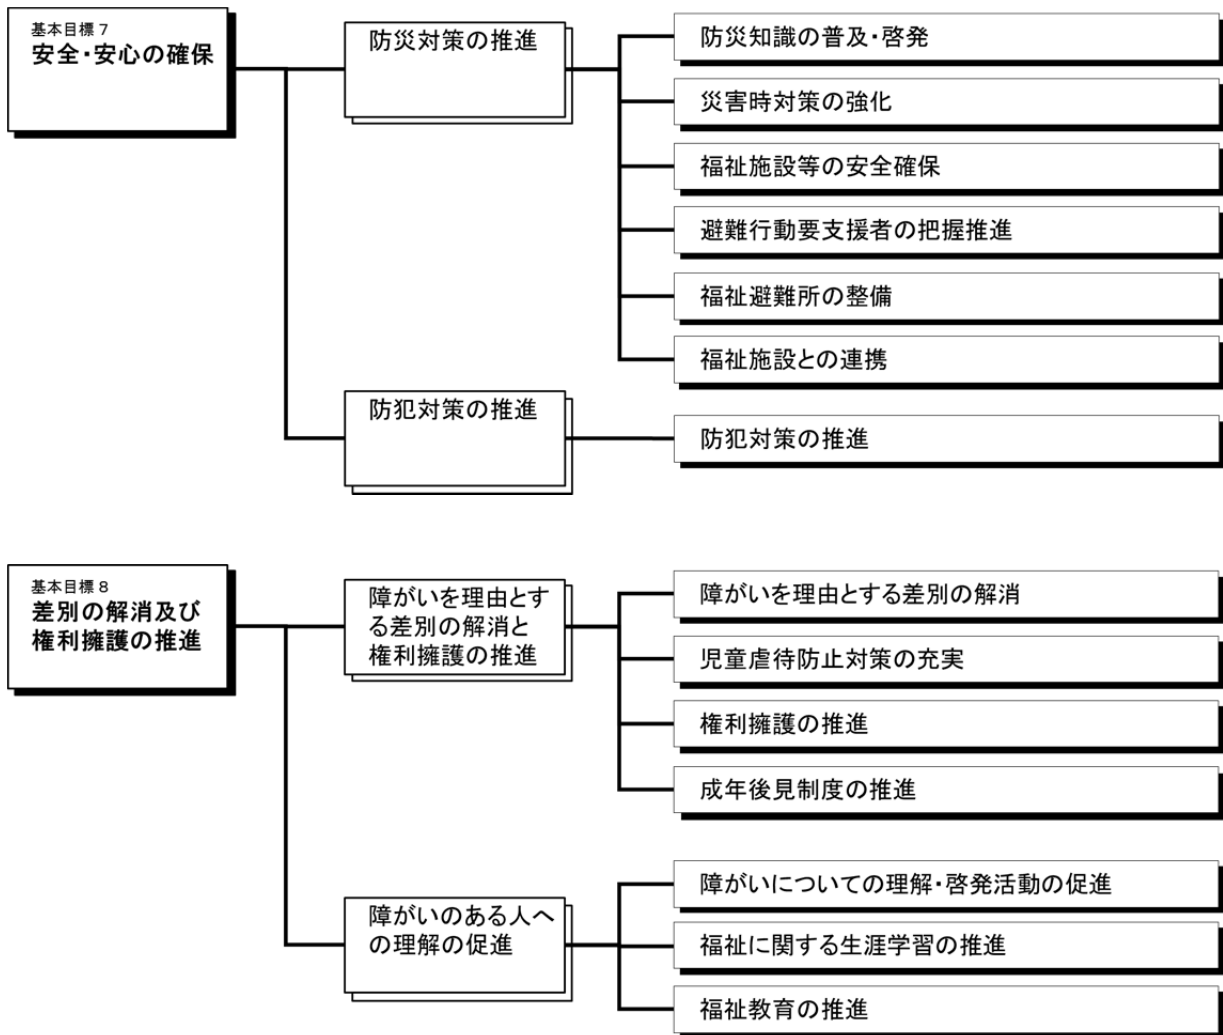 基本目標 7
安全・安心の確保
防災対策の推進
防災知識の普及・啓発
災害時対策の強化
福祉施設等の安全確保
避難行動要支援者の把握推進
福祉避難所の整備
福祉施設との連携
防犯対策の推進
防犯対策の推進
基本目標 8
差別の解消及び
権利擁護の推進
障がいを理由とす
る差別の解消と
権利擁護の推進
障がいを理由とする差別の解消
児童虐待防止対策の充実
権利擁護の推進
成年後見制度の推進
障がいのある人へ
の理解の促進
障がいについての理解・啓発活動の促進
福祉に関する生涯学習の推進
福祉教育の推進